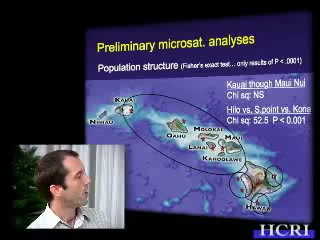 Preliminary microsat. analyses
Population structure (Fisher's exact test... only results of P < .0001)
Kauai though Maui Nui
Chi sq: NS
Hilo vs. S.point vs. Kona
Chi sq: 52.5 P < 0.001
KAUAI
NIIHAU
OAHU
MOLOKAI
MAUI
LANAI
KAHOOLAWE
HAWAII
HCRI